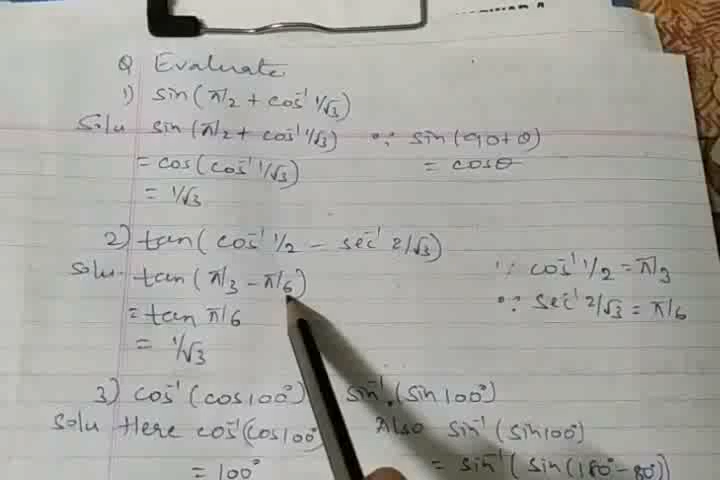 Q Evaluate
1) sin(π/2 + cos⁻¹ 1/√3)
Solu sin(π/2 + cos⁻¹ 1/√3) ∵ sin(90+θ)
= cos(cos⁻¹ 1/√3) = cosθ
= 1/√3
2) tan(cos⁻¹ 1/2 − sec⁻¹ 2/√3)
Solu. tan(π/3 − π/6) ∵ cos⁻¹ 1/2 = π/3
= tan π/6 ∵ sec⁻¹ 2/√3 = π/6
= 1/√3
3) cos⁻¹(cos100°) sin⁻¹(sin100°)
Solu Here cos⁻¹(cos100°) Also sin⁻¹(sin100°)
= 100° = sin⁻¹(sin(180°−80°))